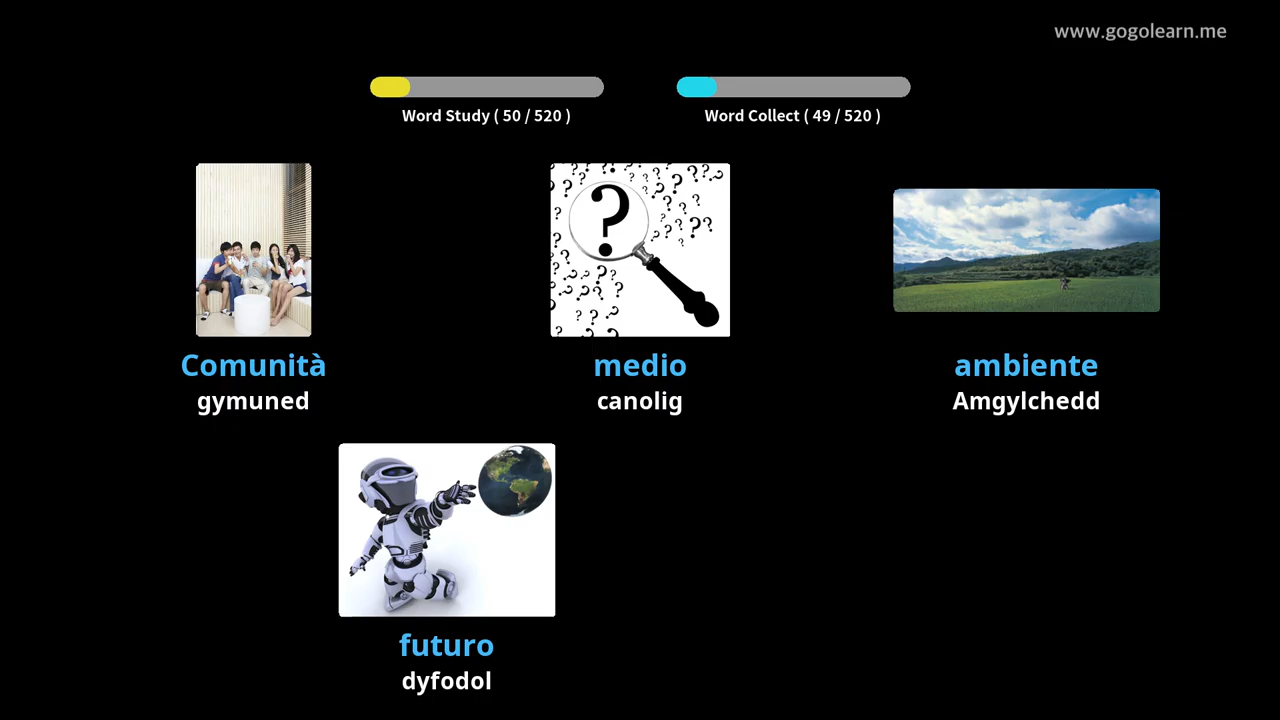 www.gogolearn.me
Word Study ( 50 / 520 )
Word Collect ( 49 / 520 )
Comunità
gymuned
medio
canolig
ambiente
Amgylchedd
futuro
dyfodol